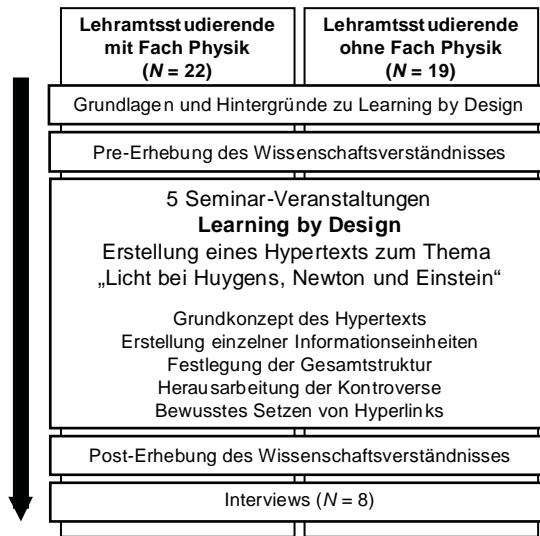 Lehramtsstudierende
mit Fach Physik
(N = 22)
Lehramtsstudierende
ohne Fach Physik
(N = 19)
Grundlagen und Hintergründe zu Learning by Design
Pre-Erhebung des Wissenschaftsverständnisses
5 Seminar-Veranstaltungen
Learning by Design
Erstellung eines Hypertexts zum Thema
„Licht bei Huygens, Newton und Einstein“
Grundkonzept des Hypertexts
Erstellung einzelner Informationseinheiten
Festlegung der Gesamtstruktur
Herausarbeitung der Kontroverse
Bewusstes Setzen von Hyperlinks
Post-Erhebung des Wissenschaftsverständnisses
Interviews (N = 8)